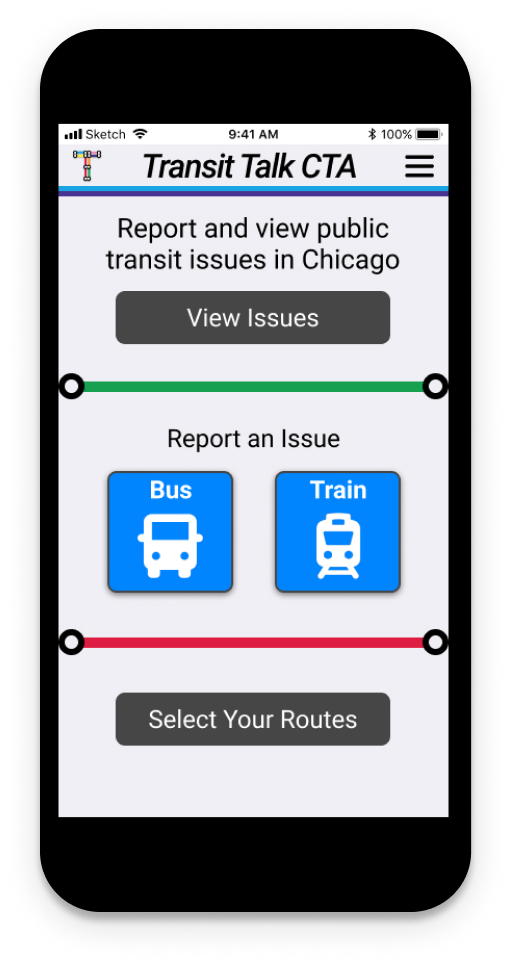 Sketch 9:41 AM 100%
Transit Talk CTA
Report and view public
transit issues in Chicago
View Issues
Report an Issue
Bus Train
Select Your Routes